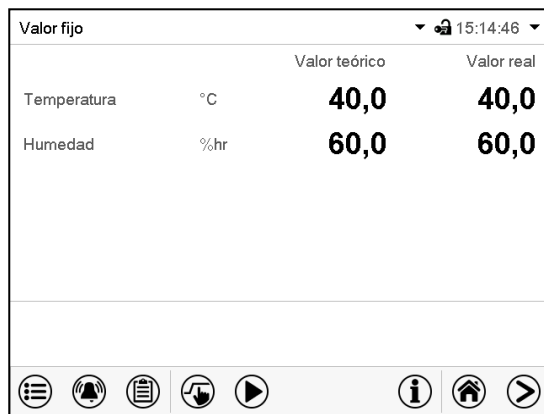 Valor fijo 15:14:46
Valor teórico Valor real
Temperatura °C 40,0 40,0
Humedad %hr 60,0 60,0